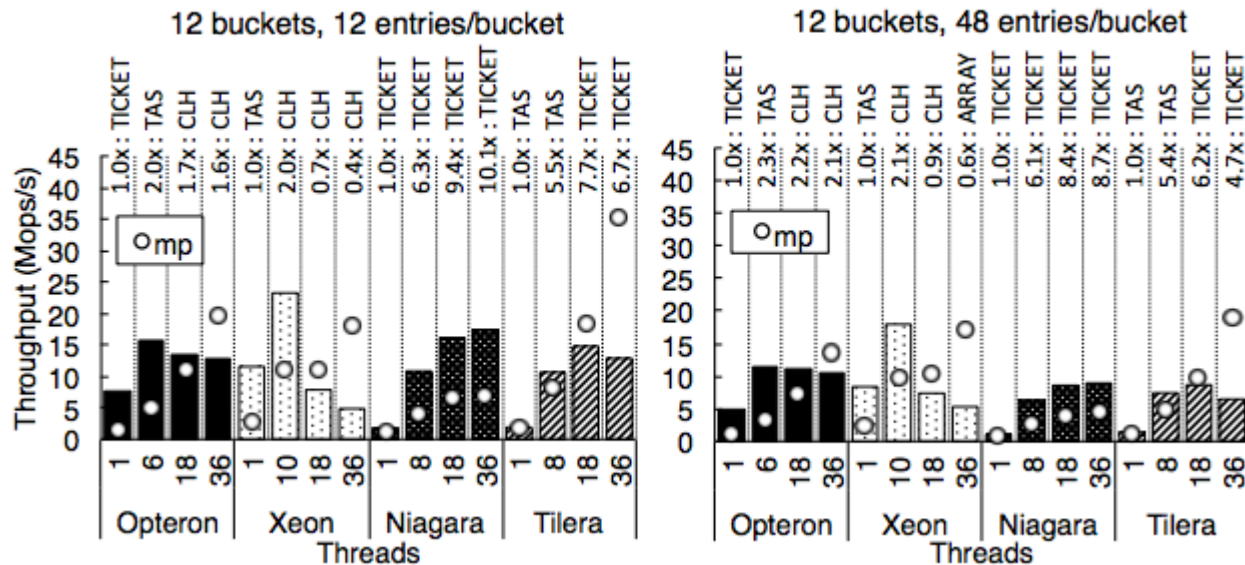 12 buckets, 12 entries/bucket
1.0x : TICKET
2.0x : TAS
1.7x : CLH
1.6x : CLH
1.0x : TAS
2.0x : CLH
0.7x : CLH
0.4x : CLH
1.0x : TICKET
6.3x : TICKET
9.4x : TICKET
10.1x : TICKET
1.0x : TAS
5.5x : TAS
7.7x : TICKET
6.7x : TICKET
Throughput (Mops/s)
45
40
35
30
25
20
15
10
5
0
mp
1 6 18 36 1 10 18 36 1 8 18 36 1 8 18 36
Opteron Xeon Niagara Tilera
Threads
12 buckets, 48 entries/bucket
1.0x : TICKET
2.3x : TAS
2.2x : CLH
2.1x : CLH
1.0x : TAS
2.1x : CLH
0.9x : CLH
0.6x : ARRAY
1.0x : TICKET
6.1x : TICKET
8.4x : TICKET
8.7x : TICKET
1.0x : TAS
5.4x : TAS
6.2x : TICKET
4.7x : TICKET
45
40
35
30
25
20
15
10
5
0
mp
1 6 18 36 1 10 18 36 1 8 18 36 1 8 18 36
Opteron Xeon Niagara Tilera
Threads